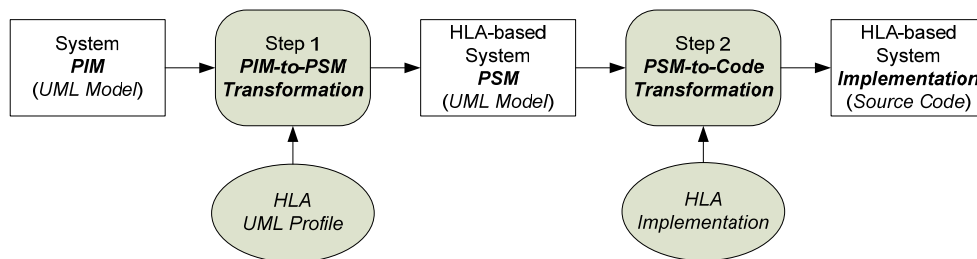 System
PIM
(UML Model)
Step 1
PIM-to-PSM
Transformation
HLA-based
System
PSM
(UML Model)
Step 2
PSM-to-Code
Transformation
HLA-based
System
Implementation
(Source Code)
HLA
UML Profile
HLA
Implementation